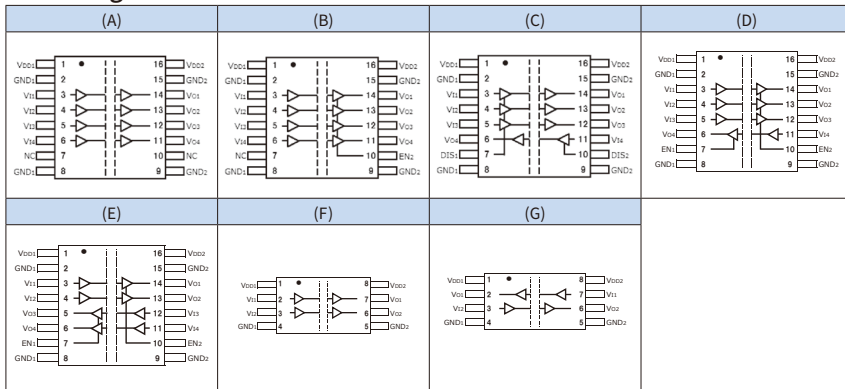 (A) (B) (C) (D)
VDD1 1 16 VDD2
GND1 2 15 GND2
VI1 3 14 VO1
VI2 4 13 VO2
VI3 5 12 VO3
VI4 6 11 VO4
NC 7 10 NC
GND1 8 9 GND2
VDD1 1 16 VDD2
GND1 2 15 GND2
VI1 3 14 VO1
VI2 4 13 VO2
VI3 5 12 VO3
VI4 6 11 VO4
NC 7 10 EN2
GND1 8 9 GND2
VDD1 1 16 VDD2
GND1 2 15 GND2
VI1 3 14 VO1
VI2 4 13 VO2
VI3 5 12 VO3
VO4 6 11 VI4
DIS1 7 10 DIS2
GND1 8 9 GND2
VDD1 1 16 VDD2
GND1 2 15 GND2
VI1 3 14 VO1
VI2 4 13 VO2
VI3 5 12 VO3
VO4 6 11 VI4
EN1 7 10 EN2
GND1 8 9 GND2
(E) (F) (G)
VDD1 1 16 VDD2
GND1 2 15 GND2
VI1 3 14 VO1
VI2 4 13 VO2
VO3 5 12 VI3
VO4 6 11 VI4
EN1 7 10 EN2
GND1 8 9 GND2
VDD1 1 8 VDD2
VI1 2 7 VO1
VI2 3 6 VO2
GND1 4 5 GND2
VDD1 1 8 VDD2
VO1 2 7 VI1
VI2 3 6 VO2
GND1 4 5 GND2